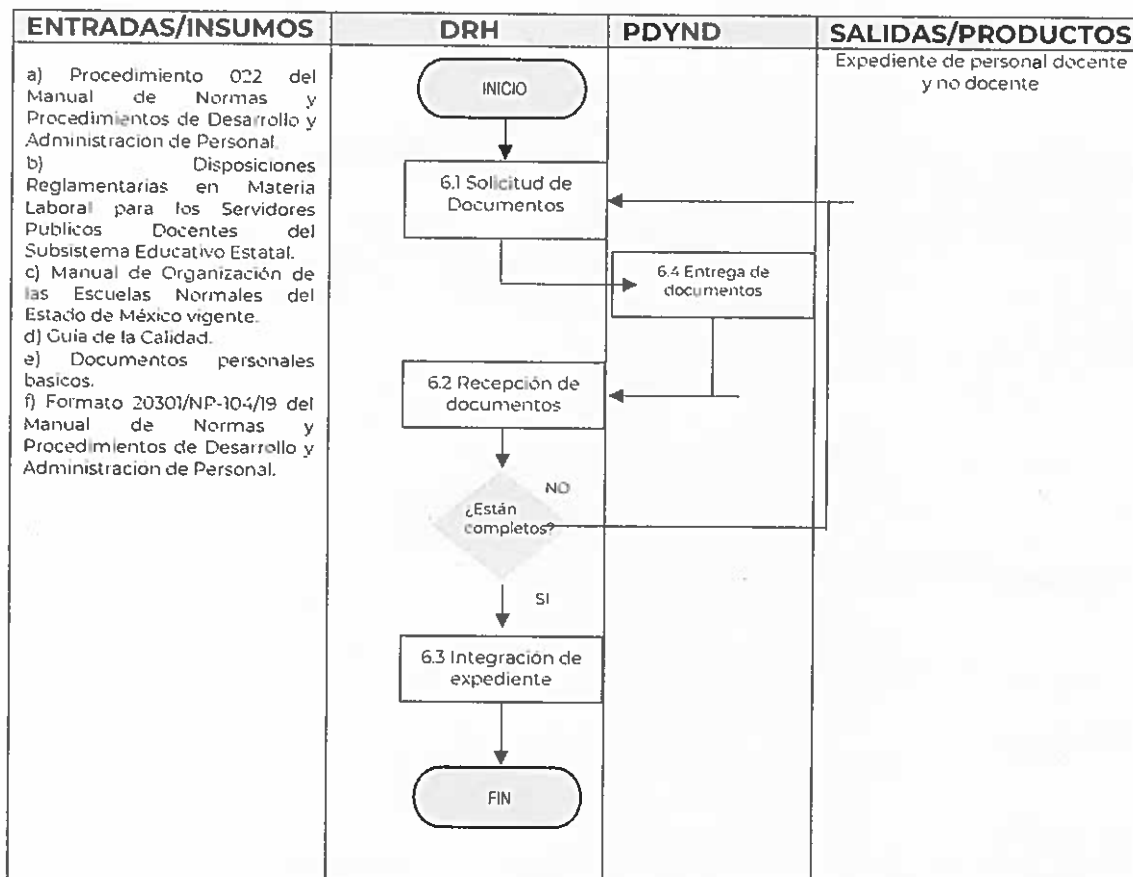 ENTRADAS/INSUMOS
DRH
PDYND
SALIDAS/PRODUCTOS
a) Procedimiento 022 del
Manual de Normas y
Procedimientos de Desarrollo y
Administracion de Personal.
b) Disposiciones
Reglamentarias en Materia
Laboral para los Servidores
Publicos Docentes del
Subsistema Educativo Estatal.
c) Manual de Organización de
las Escuelas Normales del
Estado de México vigente.
d) Guia de la Calidad.
e) Documentos personales
basicos.
f) Formato 20301/NP-104/19 del
Manual de Normas y
Procedimientos de Desarrollo y
Administración de Personal.
INICIO
6.1 Solicitud de
Documentos
6.4 Entrega de
documentos
6.2 Recepción de
documentos
¿Están
completos?
NO
SI
6.3 Integración de
expediente
FIN
Expediente de personal docente
y no docente